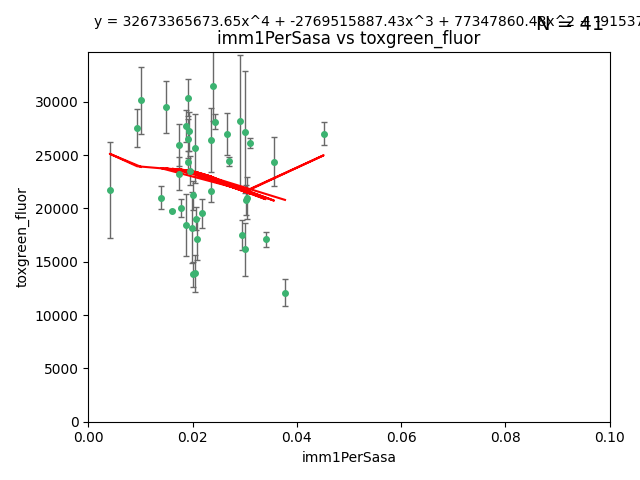 y = 32673365673.65x^4 + -2769515887.43x^3 + 77347860.48x^2
N = 41
imm1PerSasa vs toxgreen_fluor
30000
25000
20000
15000
10000
5000
0
toxgreen_fluor
0.00 0.02 0.04 0.06 0.08 0.10
imm1PerSasa